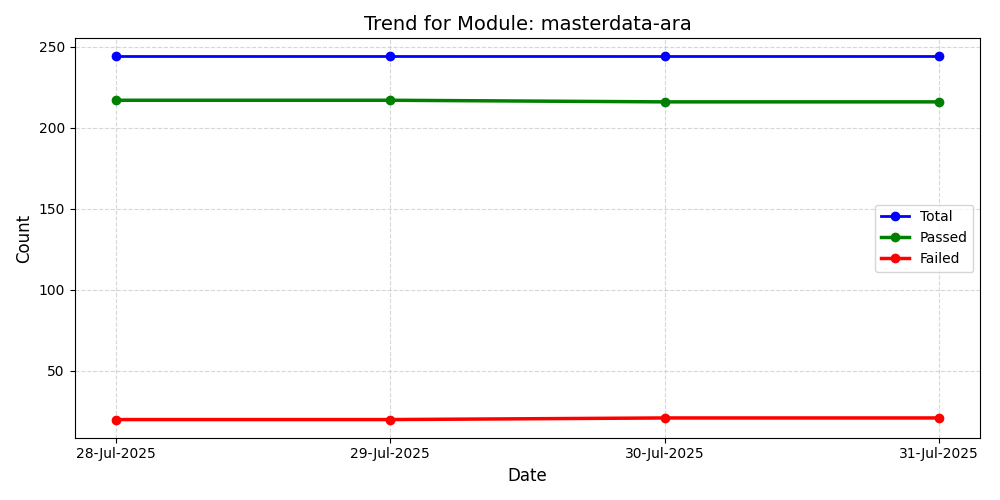 Trend for Module: masterdata-ara
250
200
150
100
50
Count
Total
Passed
Failed
28-Jul-2025
29-Jul-2025
30-Jul-2025
31-Jul-2025
Date